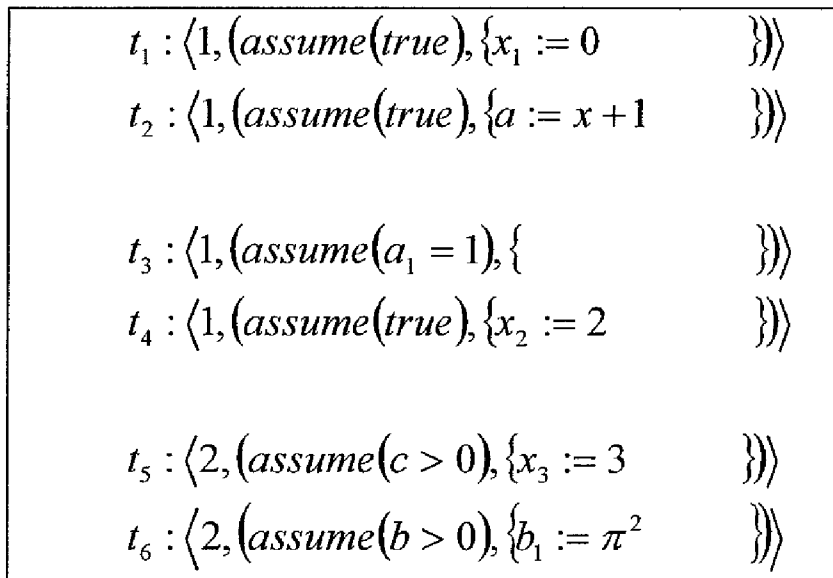 t₁ : ⟨1, (assume(true), {x₁ := 0 })⟩
t₂ : ⟨1, (assume(true), {a := x + 1 })⟩
t₃ : ⟨1, (assume(a₁ = 1), { })⟩
t₄ : ⟨1, (assume(true), {x₂ := 2 })⟩
t₅ : ⟨2, (assume(c > 0), {x₃ := 3 })⟩
t₆ : ⟨2, (assume(b > 0), {b₁ := π² })⟩